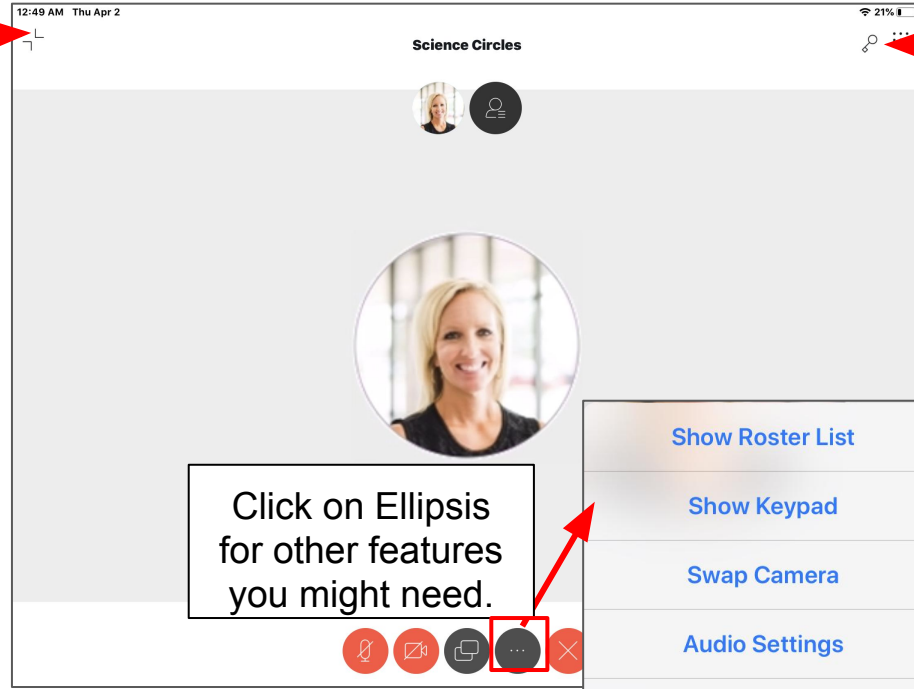 12:49 AM Thu Apr 2
21%
Science Circles
Show Roster List
Click on Ellipsis
for other features
you might need.
Show Keypad
Swap Camera
Audio Settings